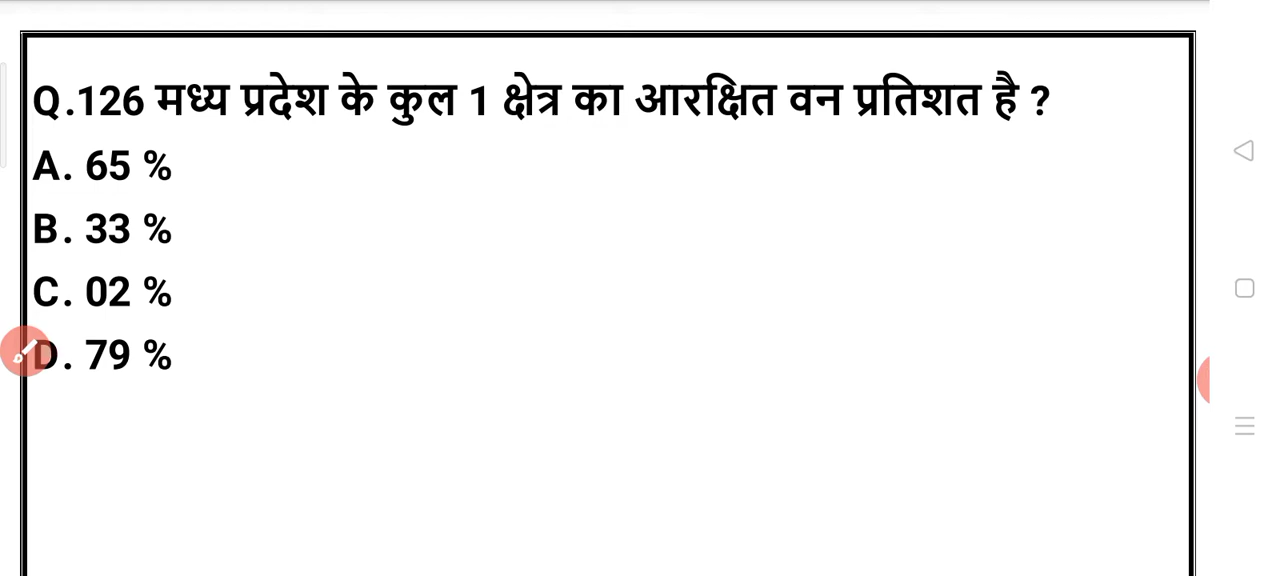 Q.126 मध्य प्रदेश के कुल 1 क्षेत्र का आरक्षित वन प्रतिशत है ?
A. 65 %
B. 33 %
C. 02 %
D. 79 %